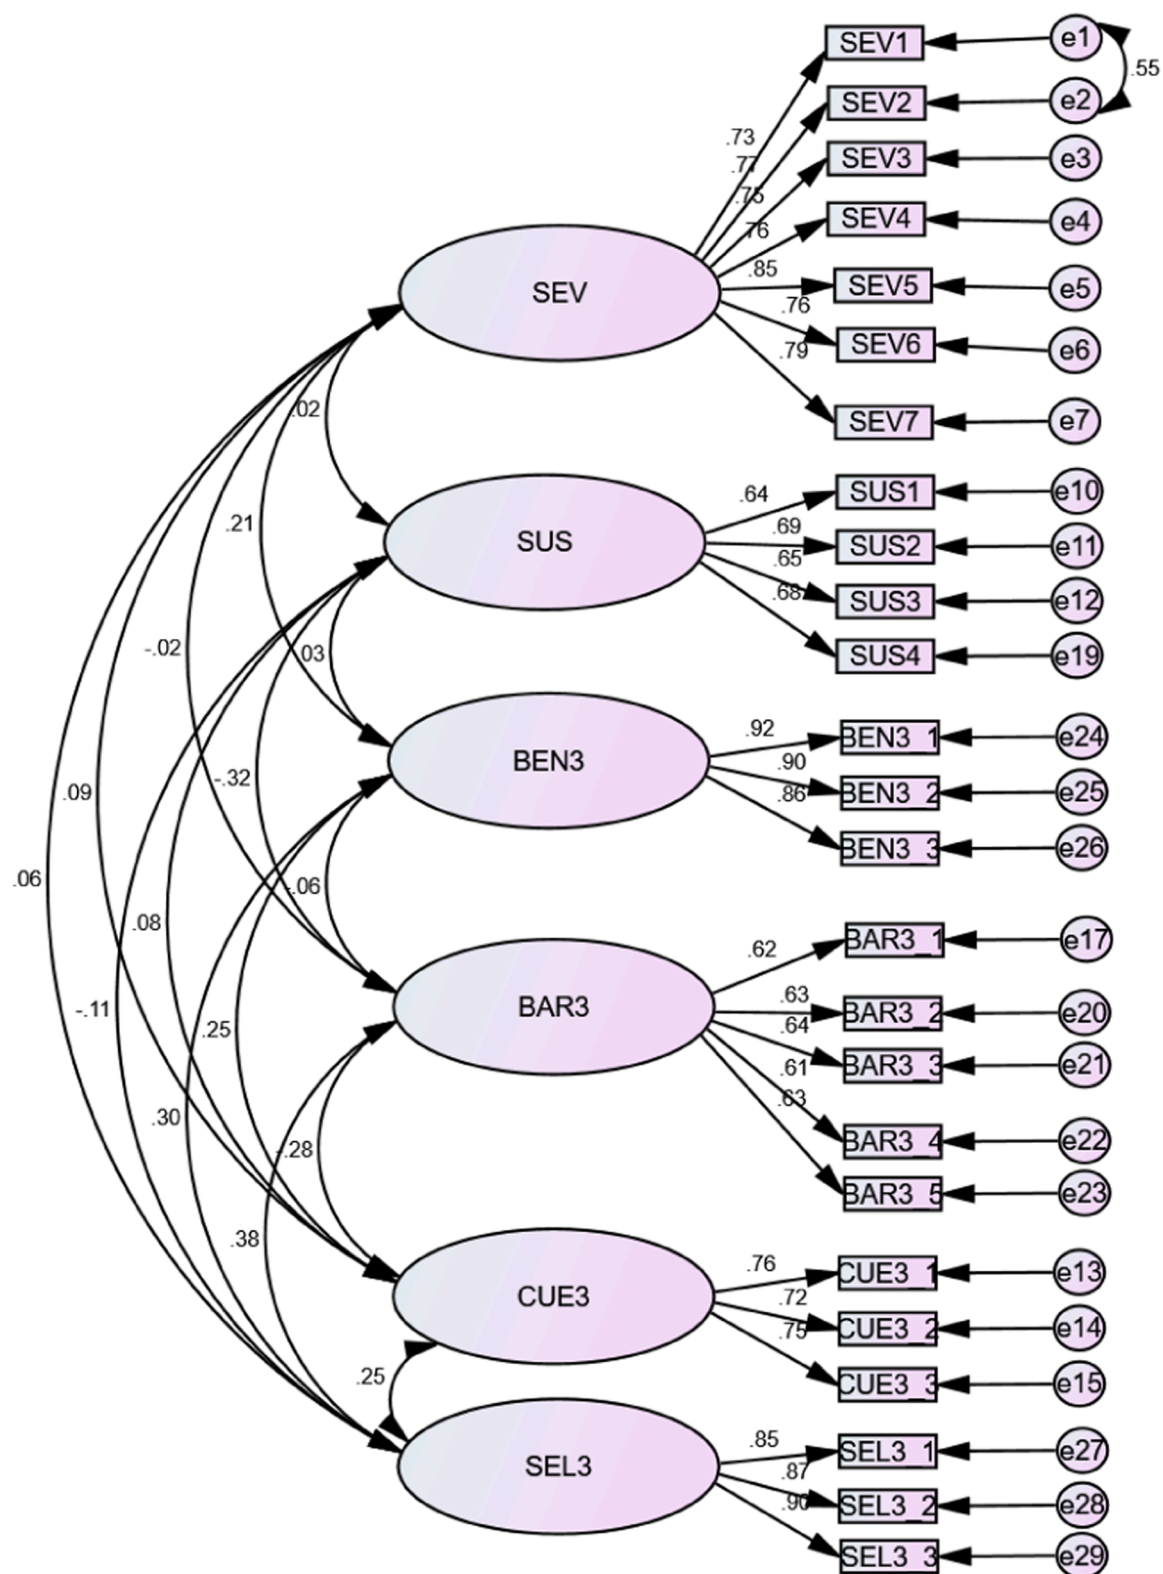 SEV1
e1
.55
SEV2
e2
SEV3
e3
SEV4
e4
SEV5
e5
SEV6
e6
SEV7
e7
.73
.77
.75
.76
.85
.76
.79
SEV
.02
.21
-.02
.09
.06
SUS1
e10
SUS2
e11
SUS3
e12
SUS4
e19
.64
.69
.65
.68
SUS
03
-.32
.08
-.11
BEN3_1
e24
BEN3_2
e25
BEN3_3
e26
.92
.90
.86
BEN3
-.06
.25
.30
BAR3_1
e17
BAR3_2
e20
BAR3_3
e21
BAR3_4
e22
BAR3_5
e23
.62
.63
.64
.61
.63
BAR3
-.28
.38
CUE3_1
e13
CUE3_2
e14
CUE3_3
e15
.76
.72
.75
CUE3
.25
SEL3_1
e27
SEL3_2
e28
SEL3_3
e29
.85
.87
.90
SEL3